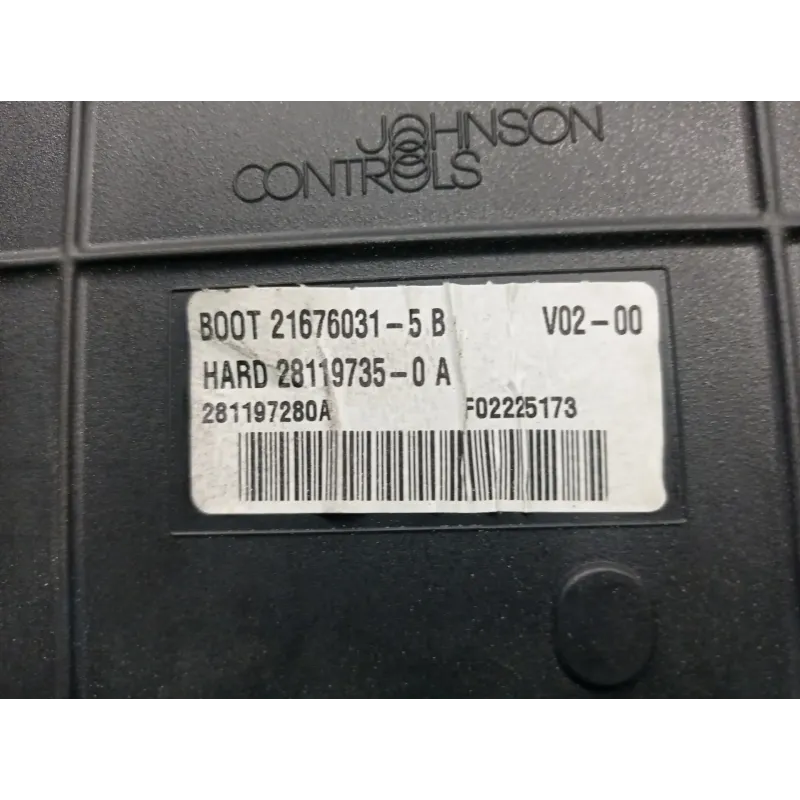 JOHNSON
CONTROLS
BOOT 21676031-5 B V02-00
HARD 28119735-0 A
281197280A F02225173